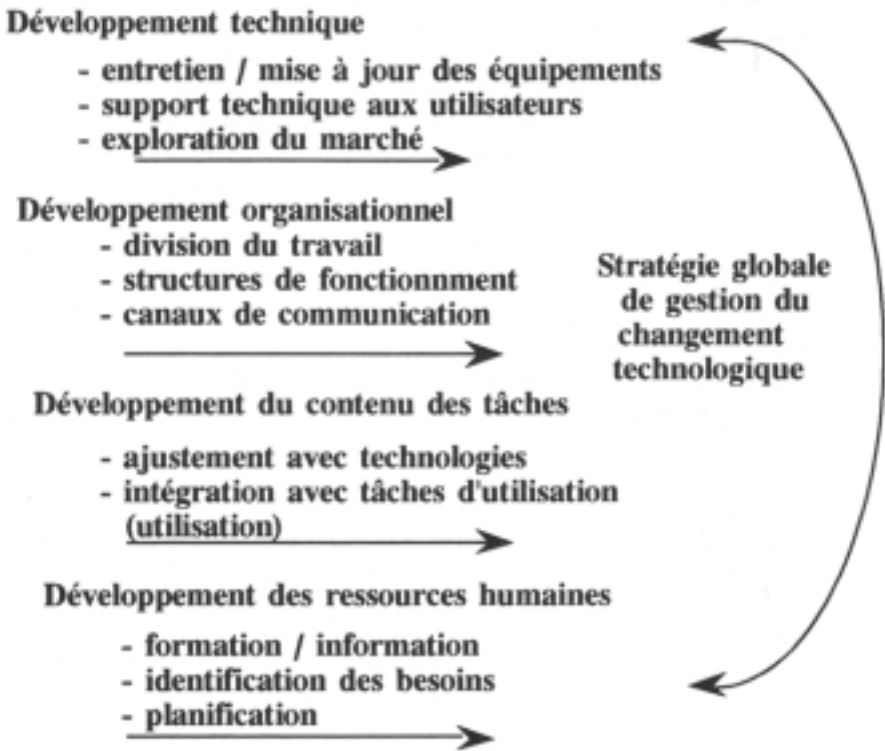 Développement technique
- entretien / mise à jour des équipements
- support technique aux utilisateurs
- exploration du marché
Développement organisationnel
- division du travail
- structures de fonctionnment
- canaux de communication
Stratégie globale
de gestion du
changement
technologique
Développement du contenu des tâches
- ajustement avec technologies
- intégration avec tâches d'utilisation
(utilisation)
Développement des ressources humaines
- formation / information
- identification des besoins
- planification